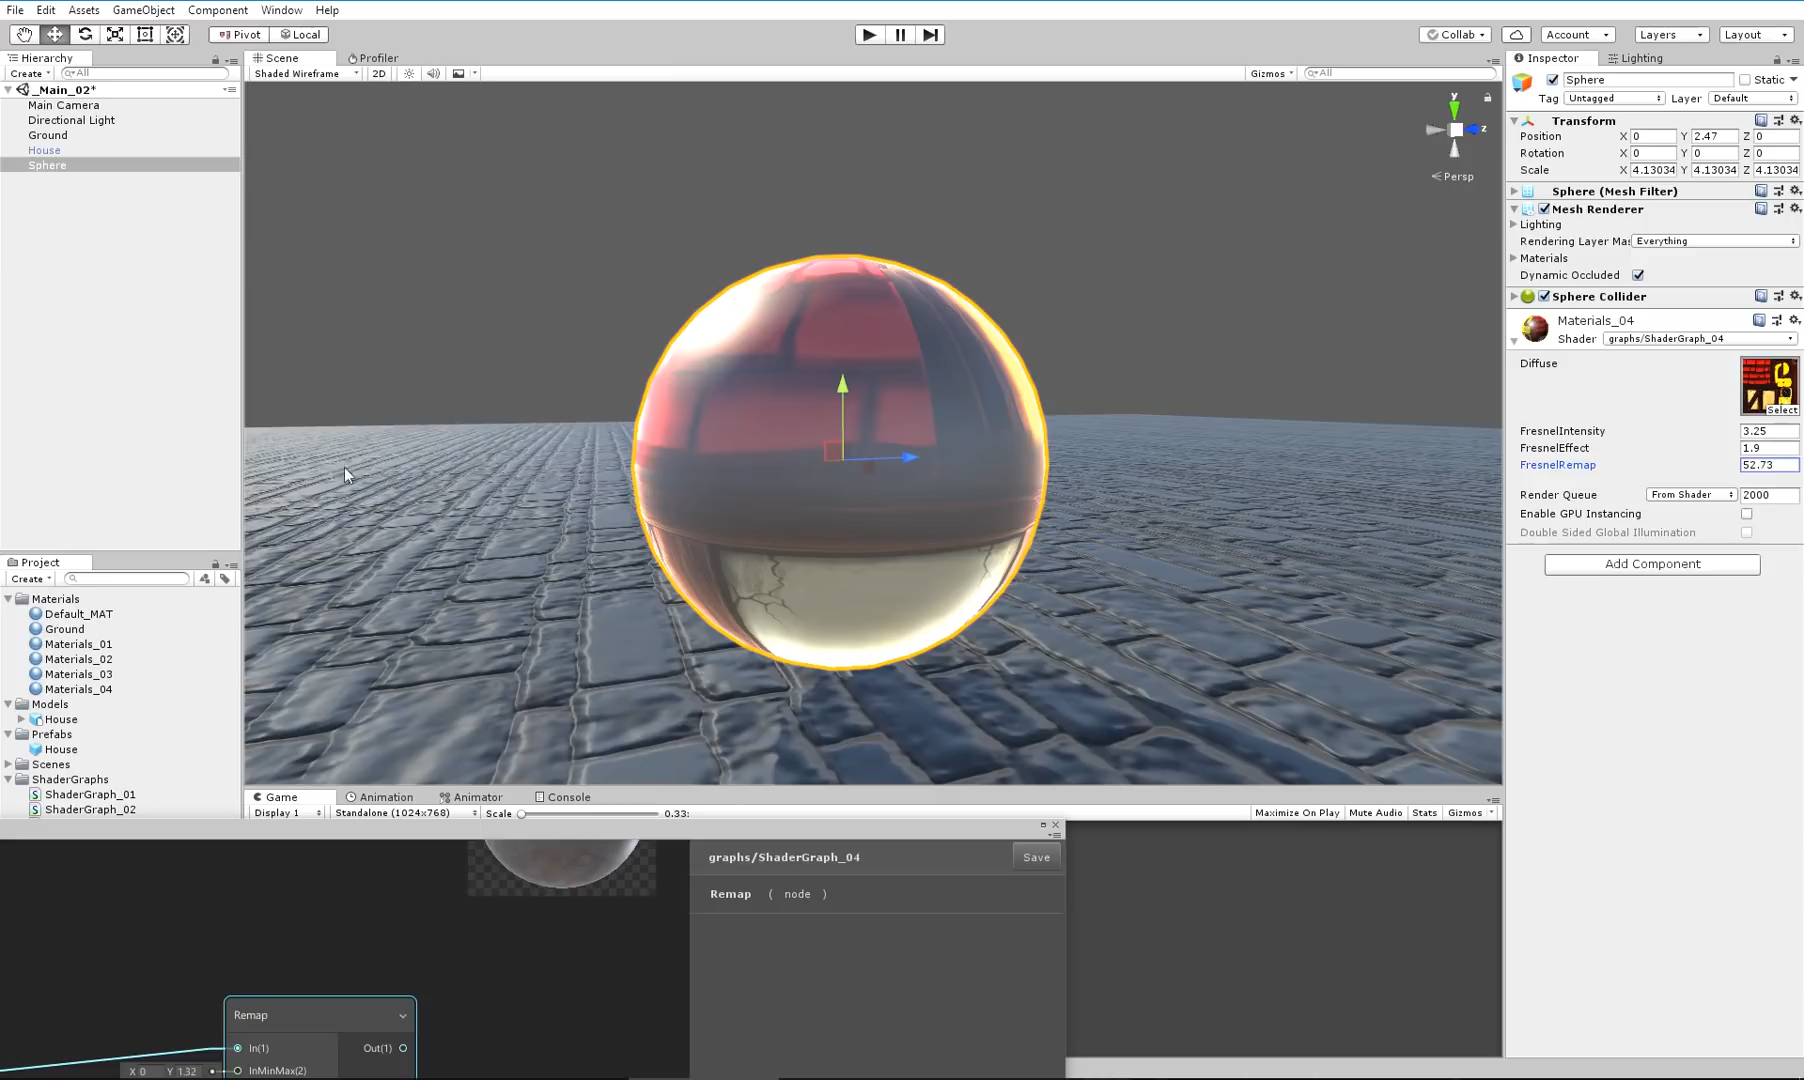 File Edit Assets GameObject Component Window Help
Pivot Local Collab Account Layers Layout
Hierarchy
Create All
_Main_02*
Main Camera
Directional Light
Ground
House
Sphere
Project
Create
Materials
Default_MAT
Ground
Materials_01
Materials_02
Materials_03
Materials_04
Models
House
Prefabs
House
Scenes
ShaderGraphs
ShaderGraph_01
ShaderGraph_02
Scene Profiler
Shaded Wireframe 2D Gizmos All
y
z
Persp
Game Animation Animator Console
Display 1 Standalone (1024x768) Scale 0.33: Maximize On Play Mute Audio Stats Gizmos
graphs/ShaderGraph_04 Save
Remap ( node )
Remap
In(1) Out(1)
X 0 Y 1.32 InMinMax(2)
Inspector Lighting
Sphere Static
Tag Untagged Layer Default
Transform
Position X 0 Y 2.47 Z 0
Rotation X 0 Y 0 Z 0
Scale X 4.13034 Y 4.13034 Z 4.13034
Sphere (Mesh Filter)
Mesh Renderer
Lighting
Rendering Layer Mas Everything
Materials
Dynamic Occluded
Sphere Collider
Materials_04
Shader graphs/ShaderGraph_04
Diffuse
Select
FresnelIntensity 3.25
FresnelEffect 1.9
FresnelRemap 52.73
Render Queue From Shader 2000
Enable GPU Instancing
Double Sided Global Illumination
Add Component